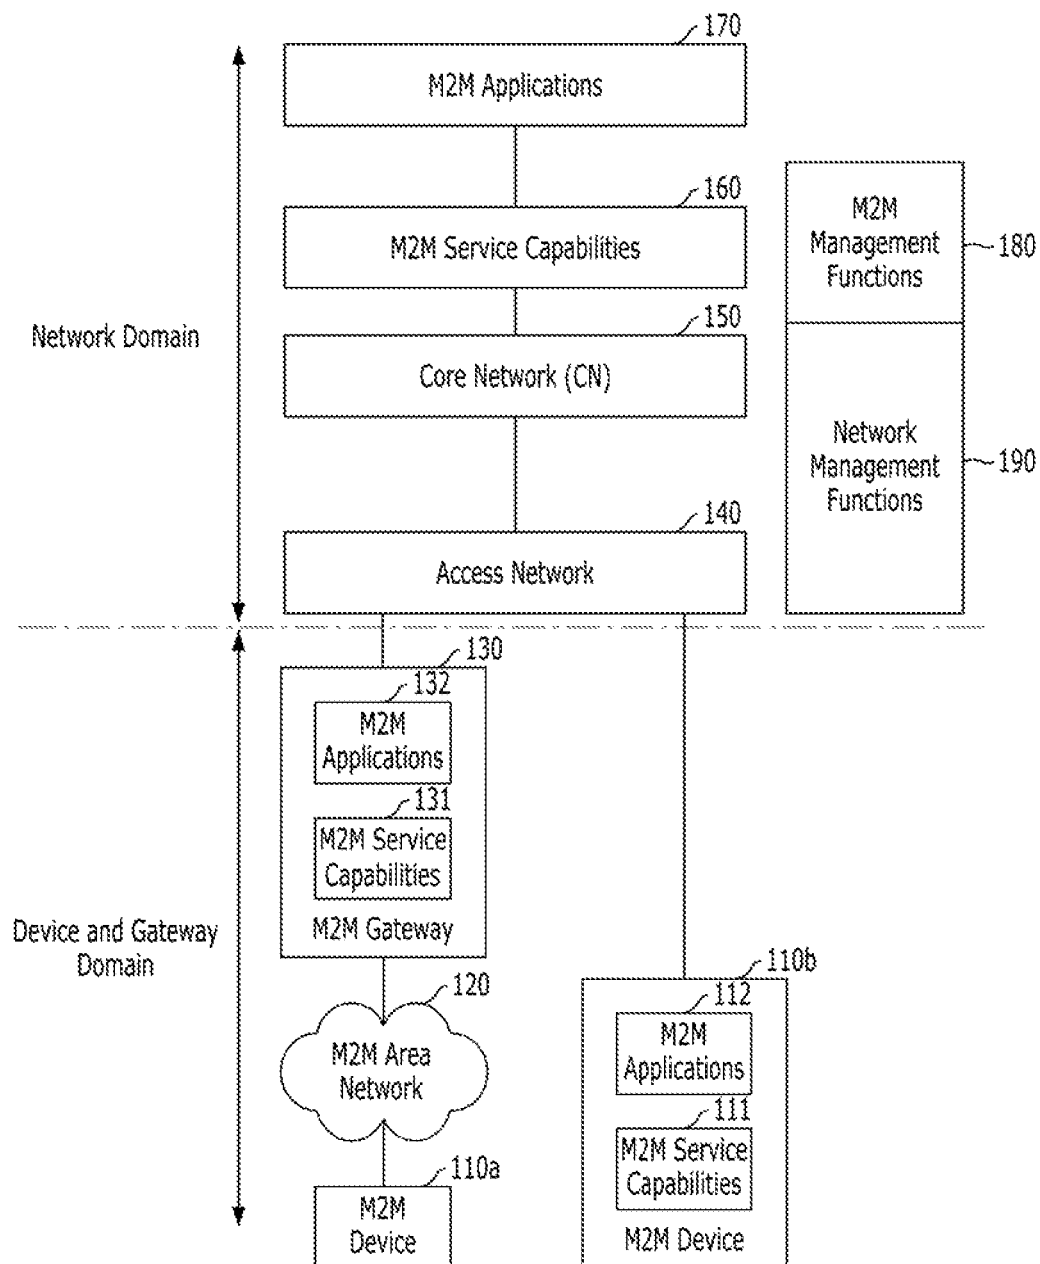 170
M2M Applications
160
M2M Service Capabilities
M2M
Management
Functions
180
150
Network Domain
Core Network (CN)
Network
Management
Functions
190
140
Access Network
130
132
M2M
Applications
131
M2M Service
Capabilities
M2M Gateway
Device and Gateway
Domain
110b
120
112
M2M Area
Network
M2M
Applications
111
M2M Service
Capabilities
110a
M2M
Device
M2M Device